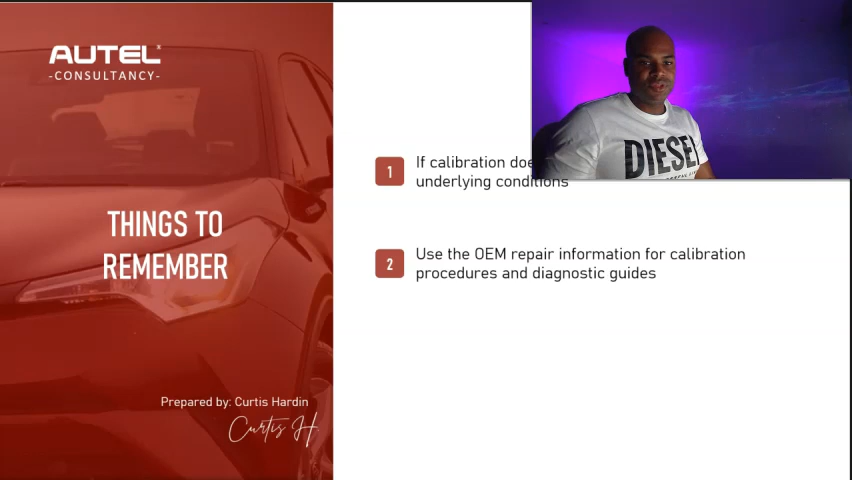 AUTEL
-CONSULTANCY-
THINGS TO
REMEMBER
Prepared by: Curtis Hardin
Curtis H
1
If calibration doe
underlying conditions
2
Use the OEM repair information for calibration
procedures and diagnostic guides
DIESEL